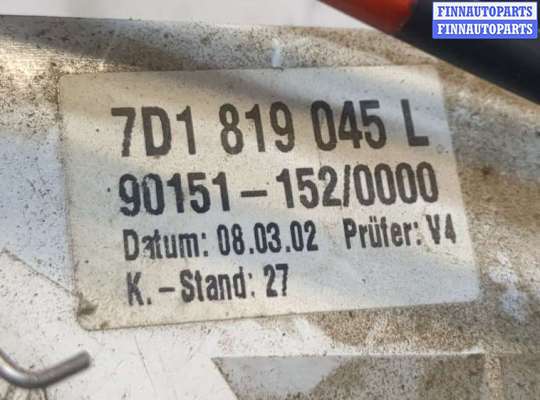 FINNAUTOPARTS
FINNAUTOPARTS
7D1 819 045 L
90151-152/0000
Datum: 08.03.02 Prüfer: V4
K. -Stand: 27